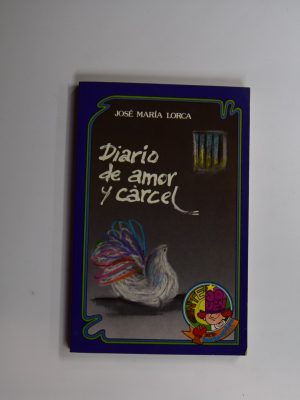 JOSÉ MARÍA LORCA
Diario
de amor
y cárcel